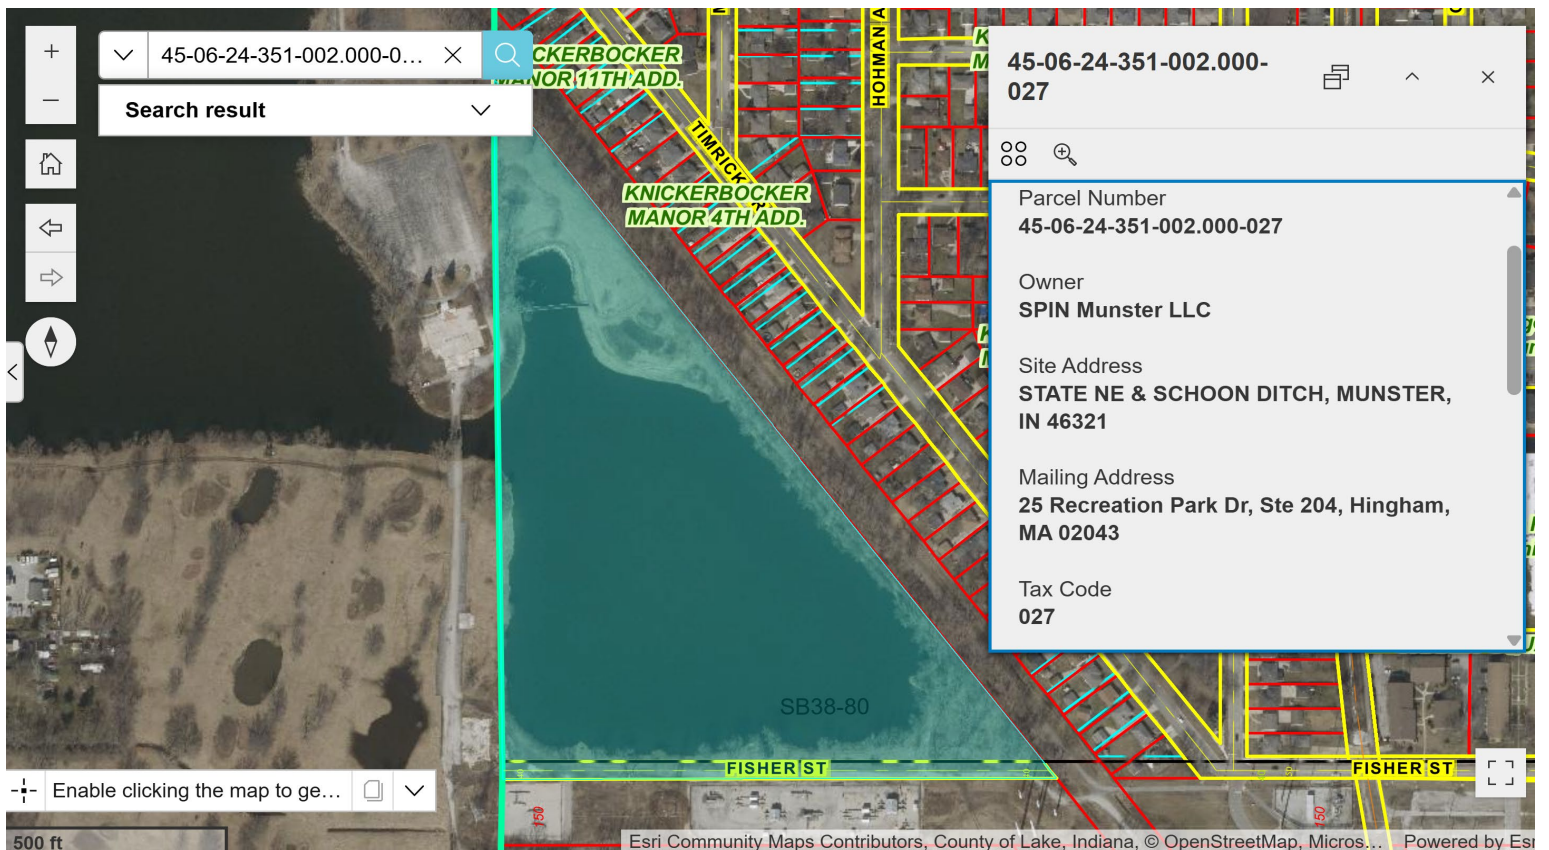 45-06-24-351-002.000-0...
Search result
CKERBOCKER
MANOR 11TH ADD.
HOHMAN A
TIMRICK
KNICKERBOCKER
MANOR 4TH ADD.
45-06-24-351-002.000-
027
Parcel Number
45-06-24-351-002.000-027
Owner
SPIN Munster LLC
Site Address
STATE NE & SCHOON DITCH, MUNSTER,
IN 46321
Mailing Address
25 Recreation Park Dr, Ste 204, Hingham,
MA 02043
Tax Code
027
SB38-80
FISHER ST
FISHER ST
150
150
Enable clicking the map to ge...
500 ft
Esri Community Maps Contributors, County of Lake, Indiana, © OpenStreetMap, Micros...
Powered by Esr